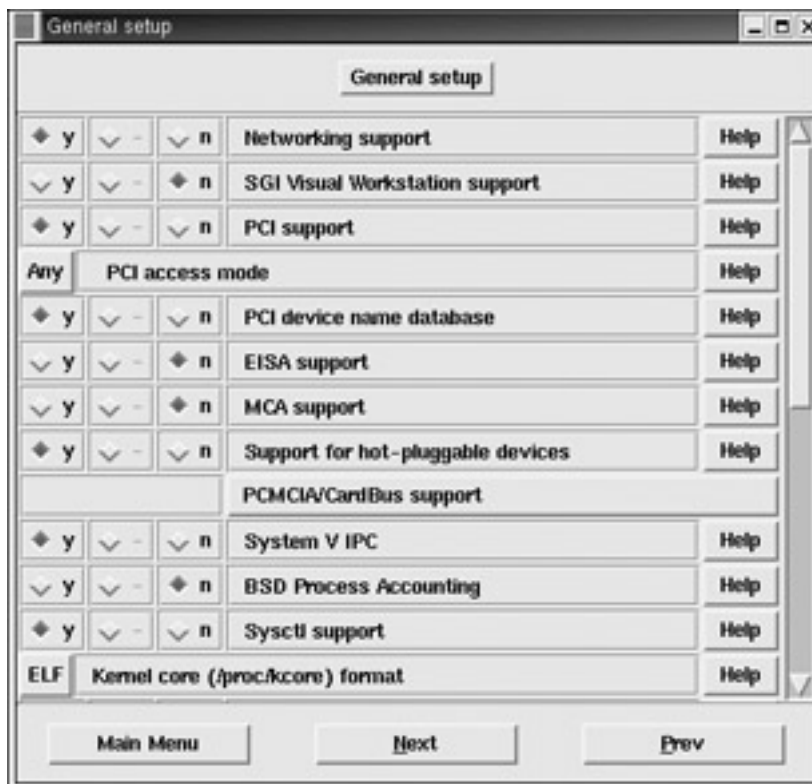 General setup
General setup
y - n Networking support Help
y - n SGI Visual Workstation support Help
y - n PCI support Help
Any PCI access mode Help
y - n PCI device name database Help
y - n EISA support Help
y - n MCA support Help
y - n Support for hot-pluggable devices Help
PCMCIA/CardBus support
y - n System V IPC Help
y - n BSD Process Accounting Help
y - n Sysctl support Help
ELF Kernel core (/proc/kcore) format Help
Main Menu Next Prev